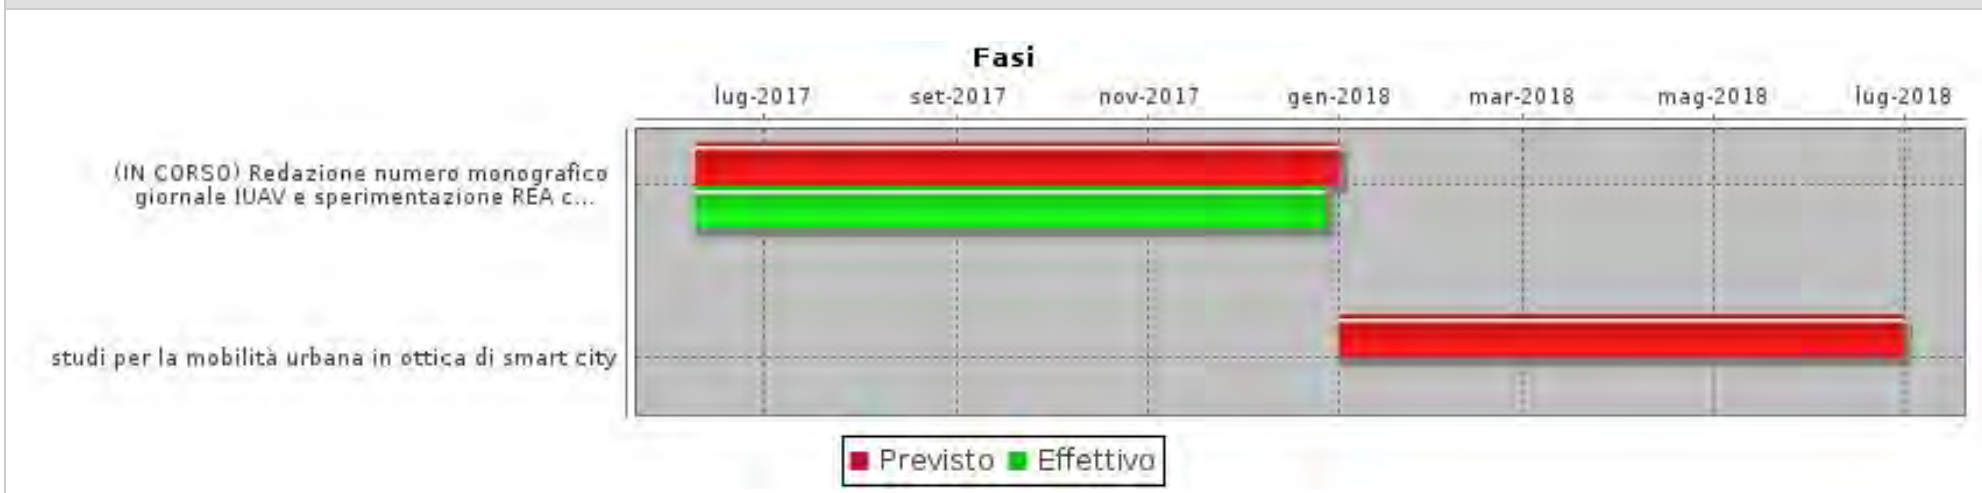 Fasi
lug-2017 set-2017 nov-2017 gen-2018 mar-2018 mag-2018 lug-2018
(IN CORSO) Redazione numero monografico
giornale IUAV e sperimentazione REA c...
studi per la mobilità urbana in ottica di smart city
Previsto Effettivo